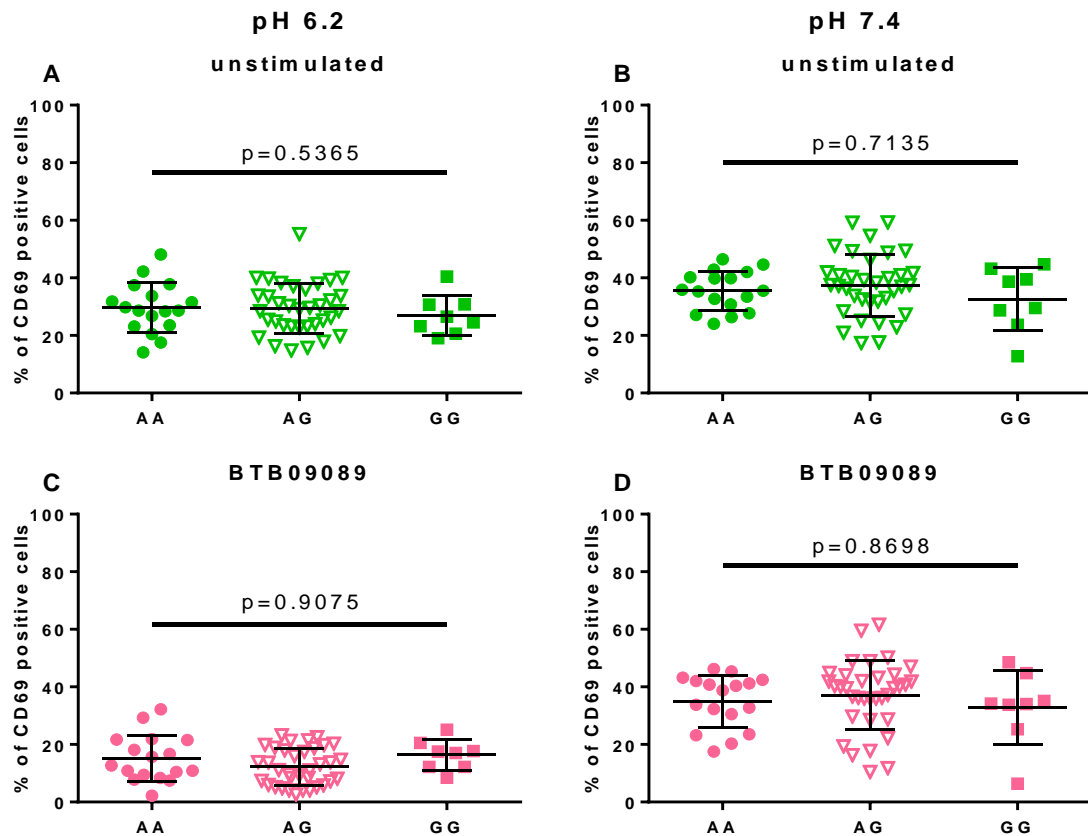 pH 6.2
pH 7.4
A
unstimulated
B
unstimulated
% of CD69 positive cells
100
80
60
40
20
0
p=0.5365
AA
AG
GG
% of CD69 positive cells
100
80
60
40
20
0
p=0.7135
AA
AG
GG
C
BTB09089
D
BTB09089
% of CD69 positive cells
100
80
60
40
20
0
p=0.9075
AA
AG
GG
% of CD69 positive cells
100
80
60
40
20
0
p=0.8698
AA
AG
GG